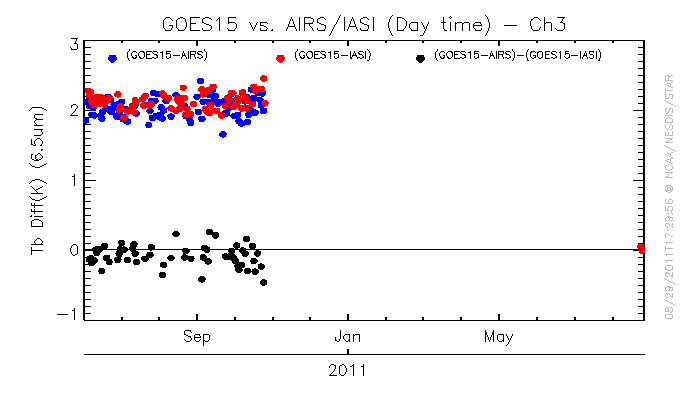 GOES15 vs. AIRS/IASI (Day time) - Ch3
(GOES15-AIRS) (GOES15-IASI) (GOES15-AIRS)-(GOES15-IASI)
3
2
1
0
-1
Tb Diff(K) (6.5um)
Sep Jan May
2011
08/29/2011T17:29:56 @ NOAA/NESDIS/STAR